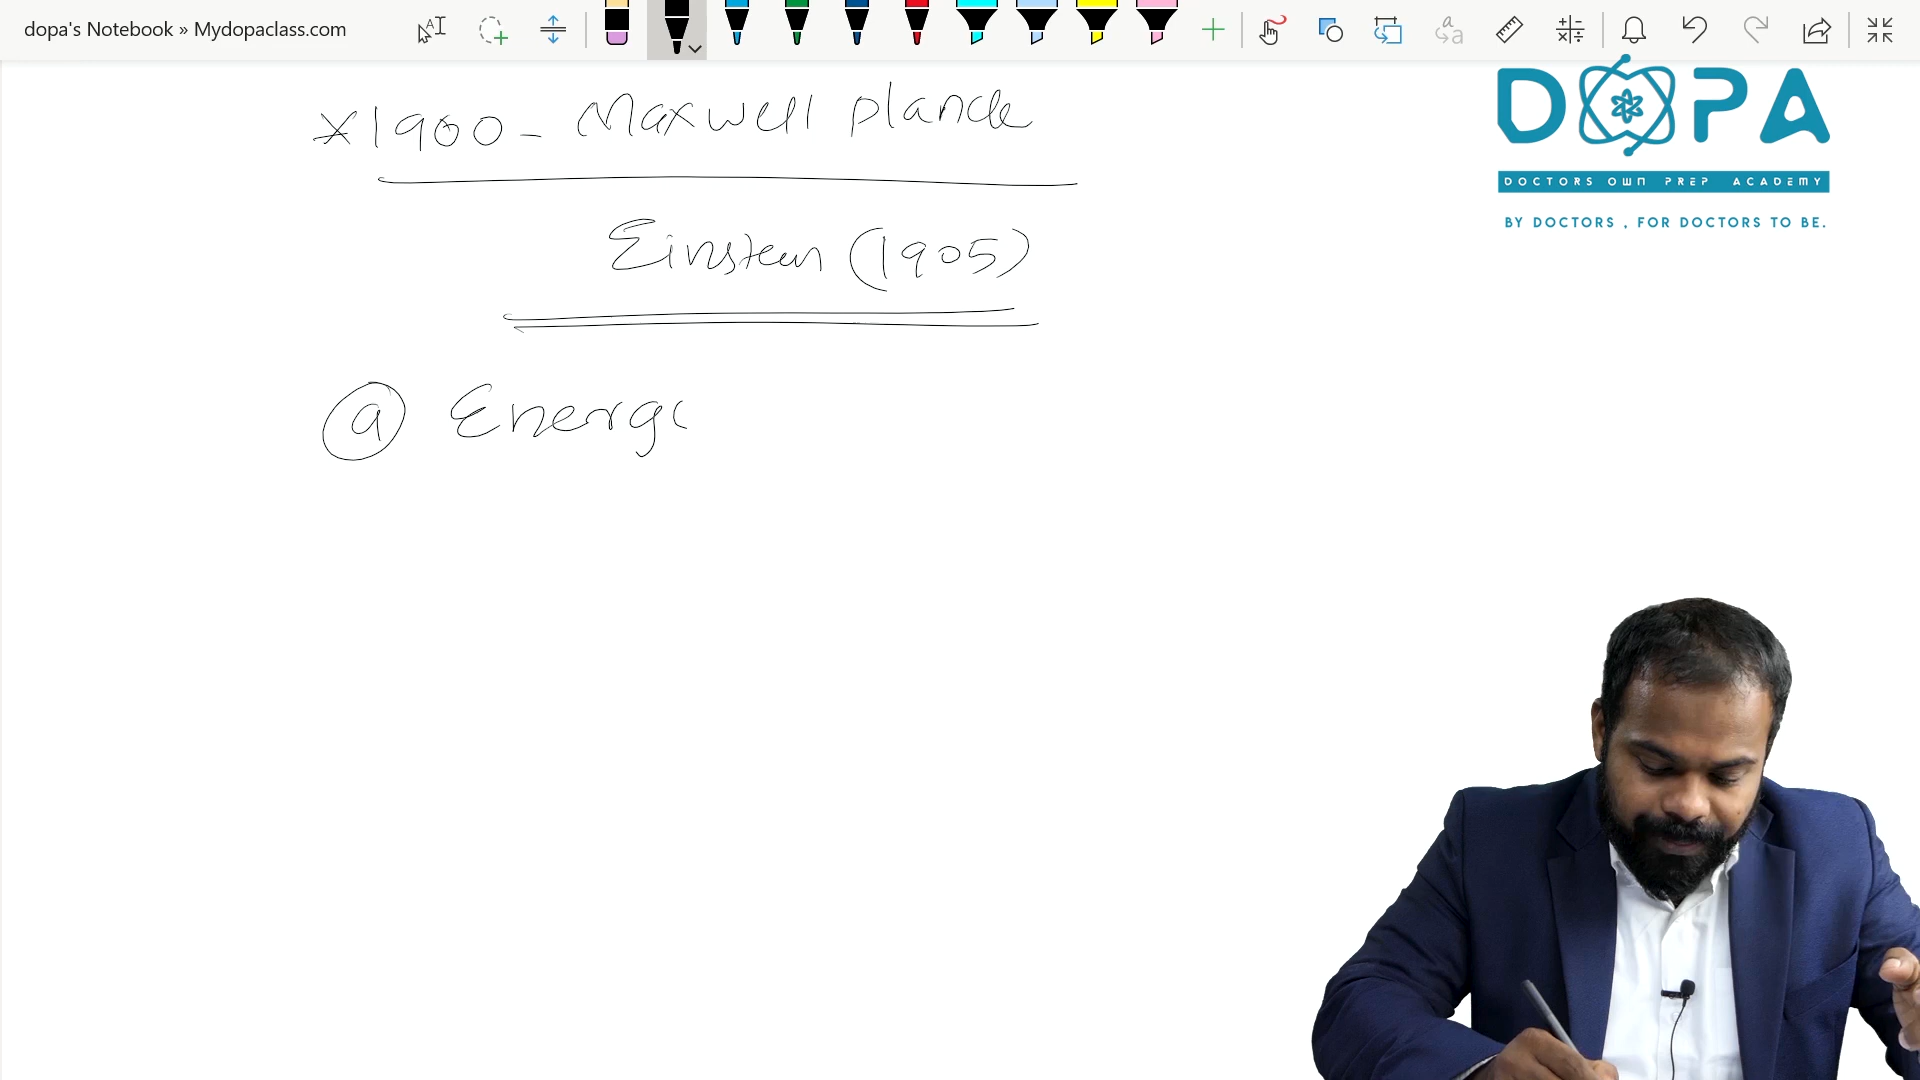 dopa's Notebook » Mydopaclass.com
*1900 - Maxwell planck
Einstein (1905)
(a) Energ
DOPA
DOCTORS OWN PREP ACADEMY
BY DOCTORS , FOR DOCTORS TO BE.